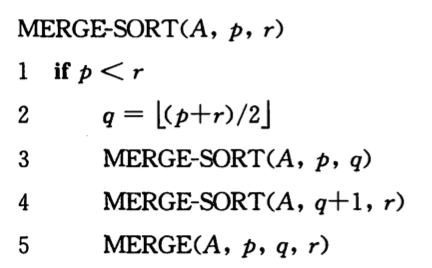 MERGE-SORT(A, p, r)
1 if p < r
2 q = ⌊(p+r)/2⌋
3 MERGE-SORT(A, p, q)
4 MERGE-SORT(A, q+1, r)
5 MERGE(A, p, q, r)